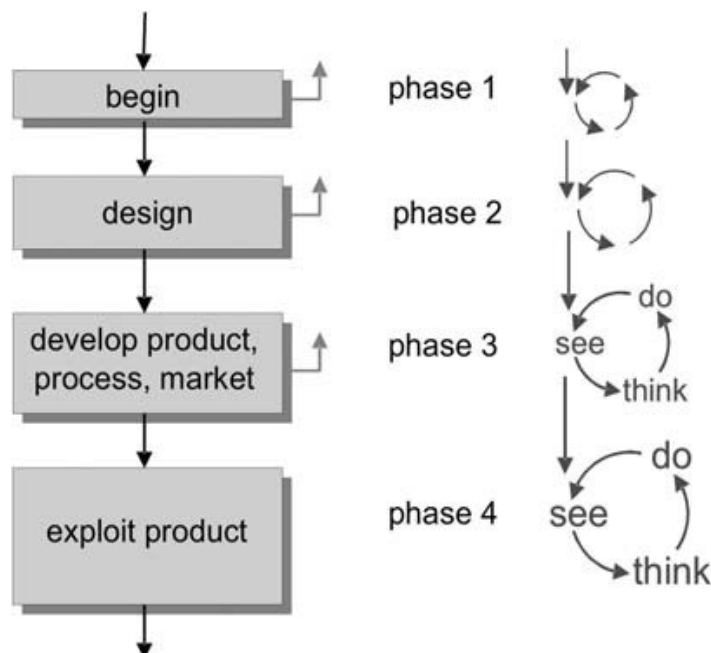 begin
phase 1
design
phase 2
develop product,
process, market
phase 3
do
see
think
exploit product
phase 4
do
see
think